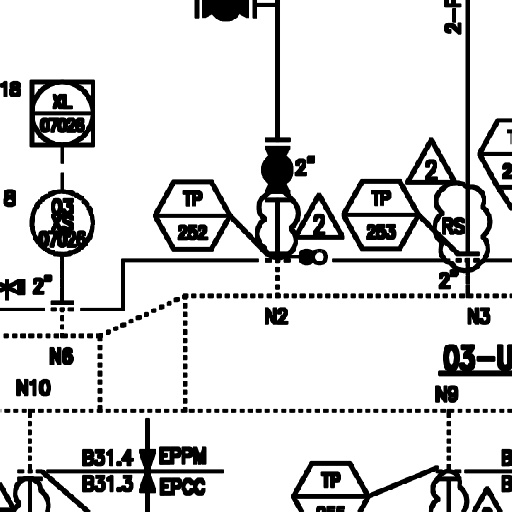 2-F
18
XL
07026
2"
TP
252
2
TP
253
2
8
03
XS
07026
RS
2"
2"
N2
N3
N6
03-U
N10
N9
B31.4 EPPM
B31.3 EPCC
TP